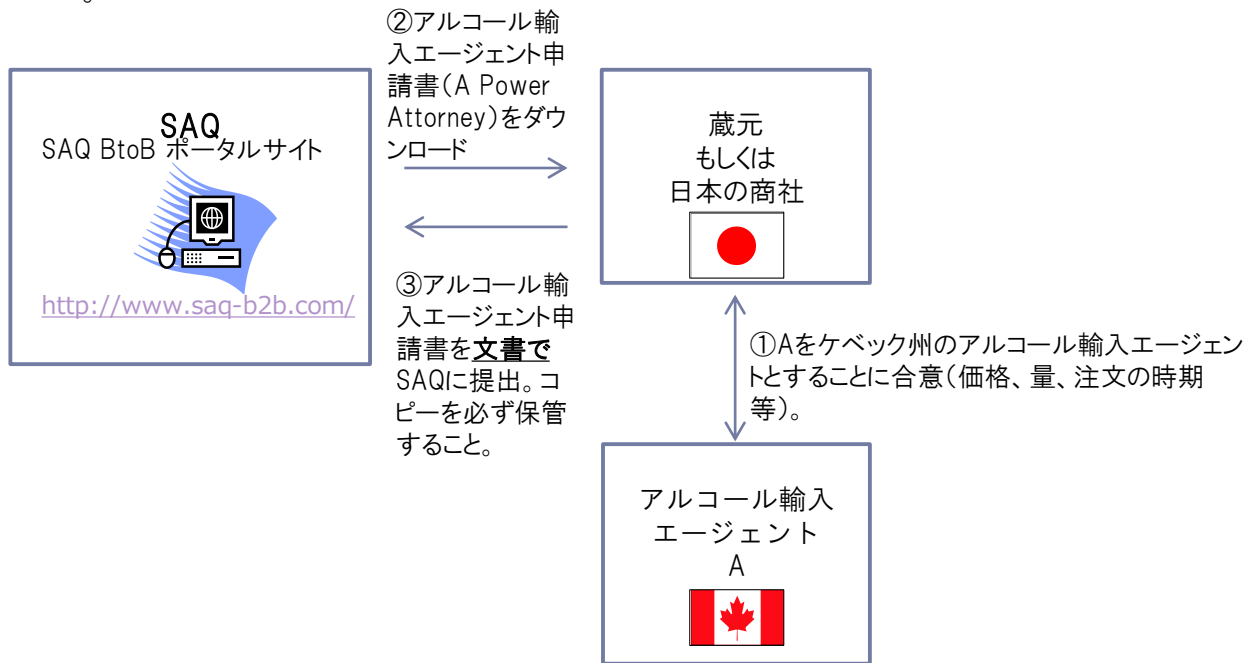 ②アルコール輸
入エージェント申
請書(A Power
Attorney)をダウ
ンロード
SAQ
SAQ BtoB ポータルサイト
http://www.saq-b2b.com/
蔵元
もしくは
日本の商社
③アルコール輸
入エージェント申
請書を文書で
SAQに提出。コ
ピーを必ず保管
すること。
①Aをケベック州のアルコール輸入エージェン
トとすることに合意(価格、量、注文の時期
等)。
アルコール輸入
エージェント
A